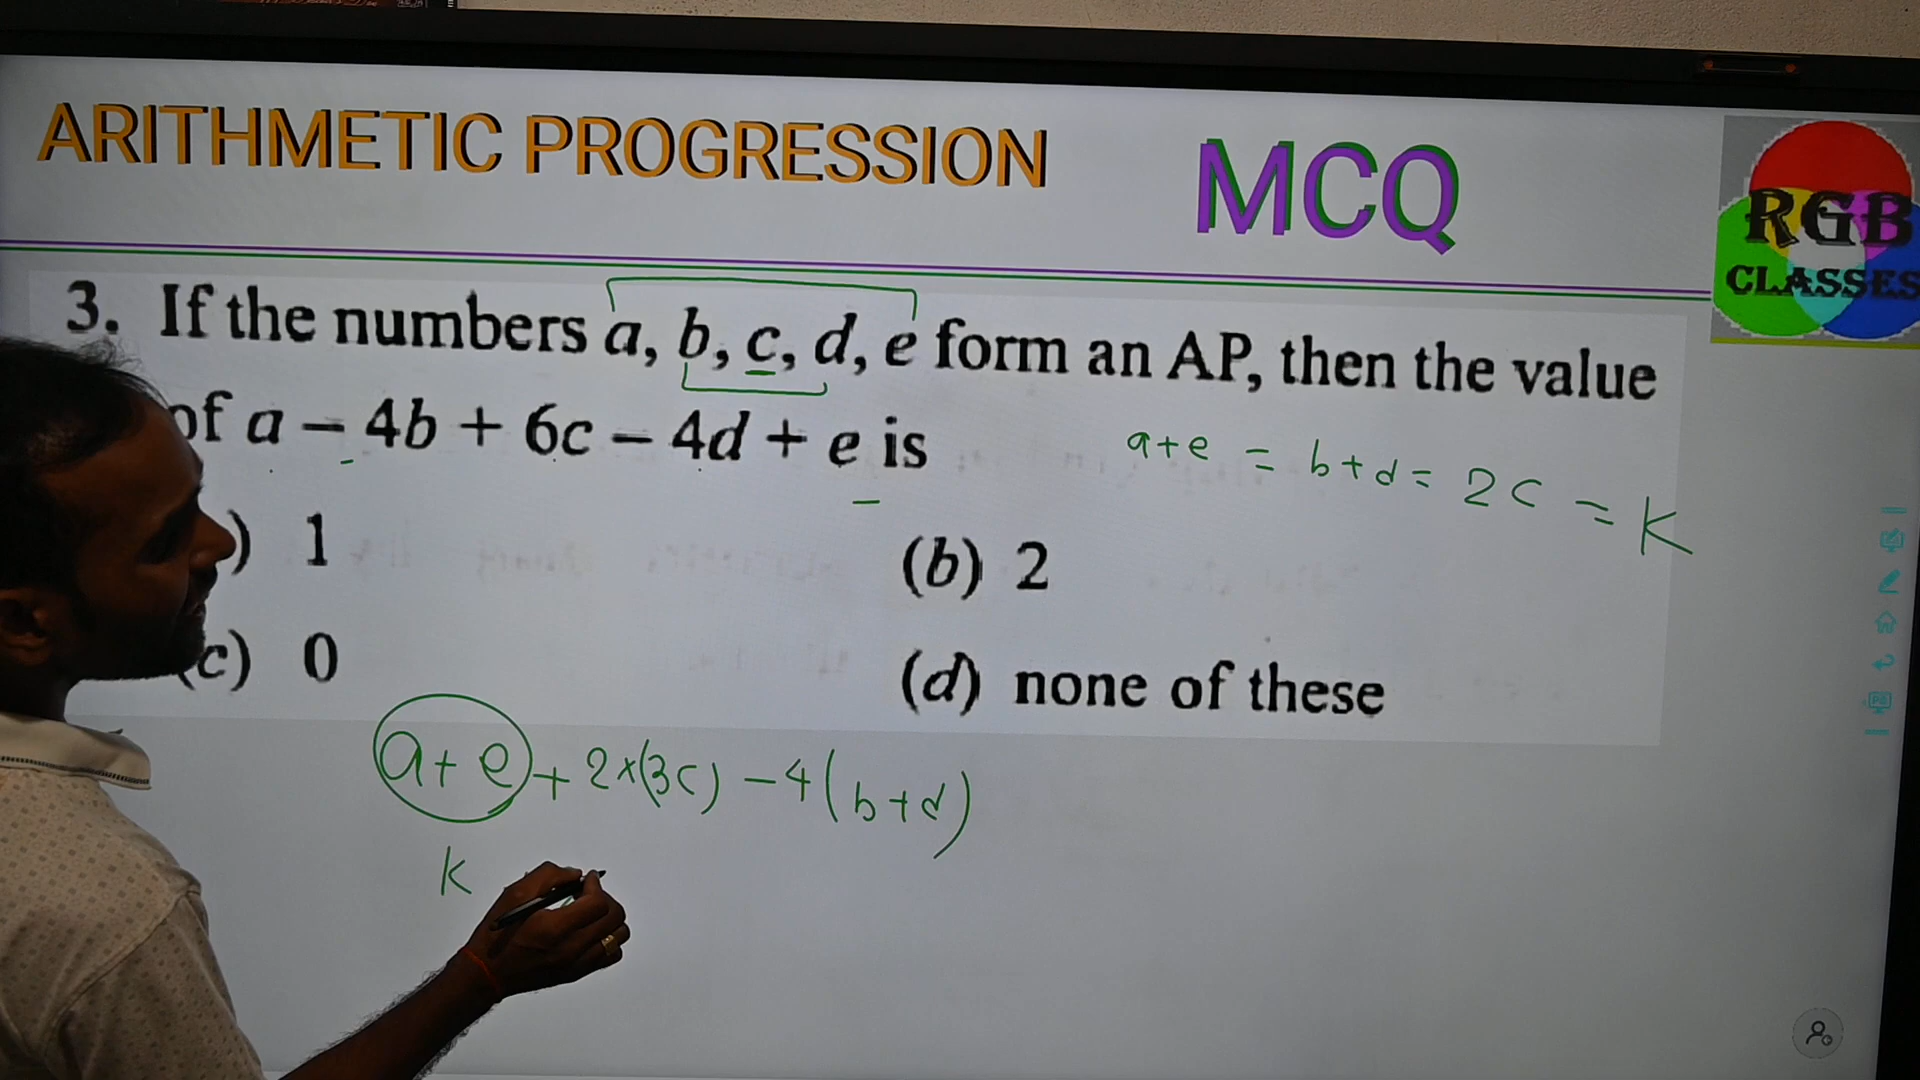 ARITHMETIC PROGRESSION MCQ
RGB
CLASSES
3. If the numbers a, b, c, d, e form an AP, then the value
of a – 4b + 6c – 4d + e is
a+e = b+d = 2c = K
) 1 (b) 2
(c) 0 (d) none of these
a+e + 2×(3c) – 4(b+d)
K